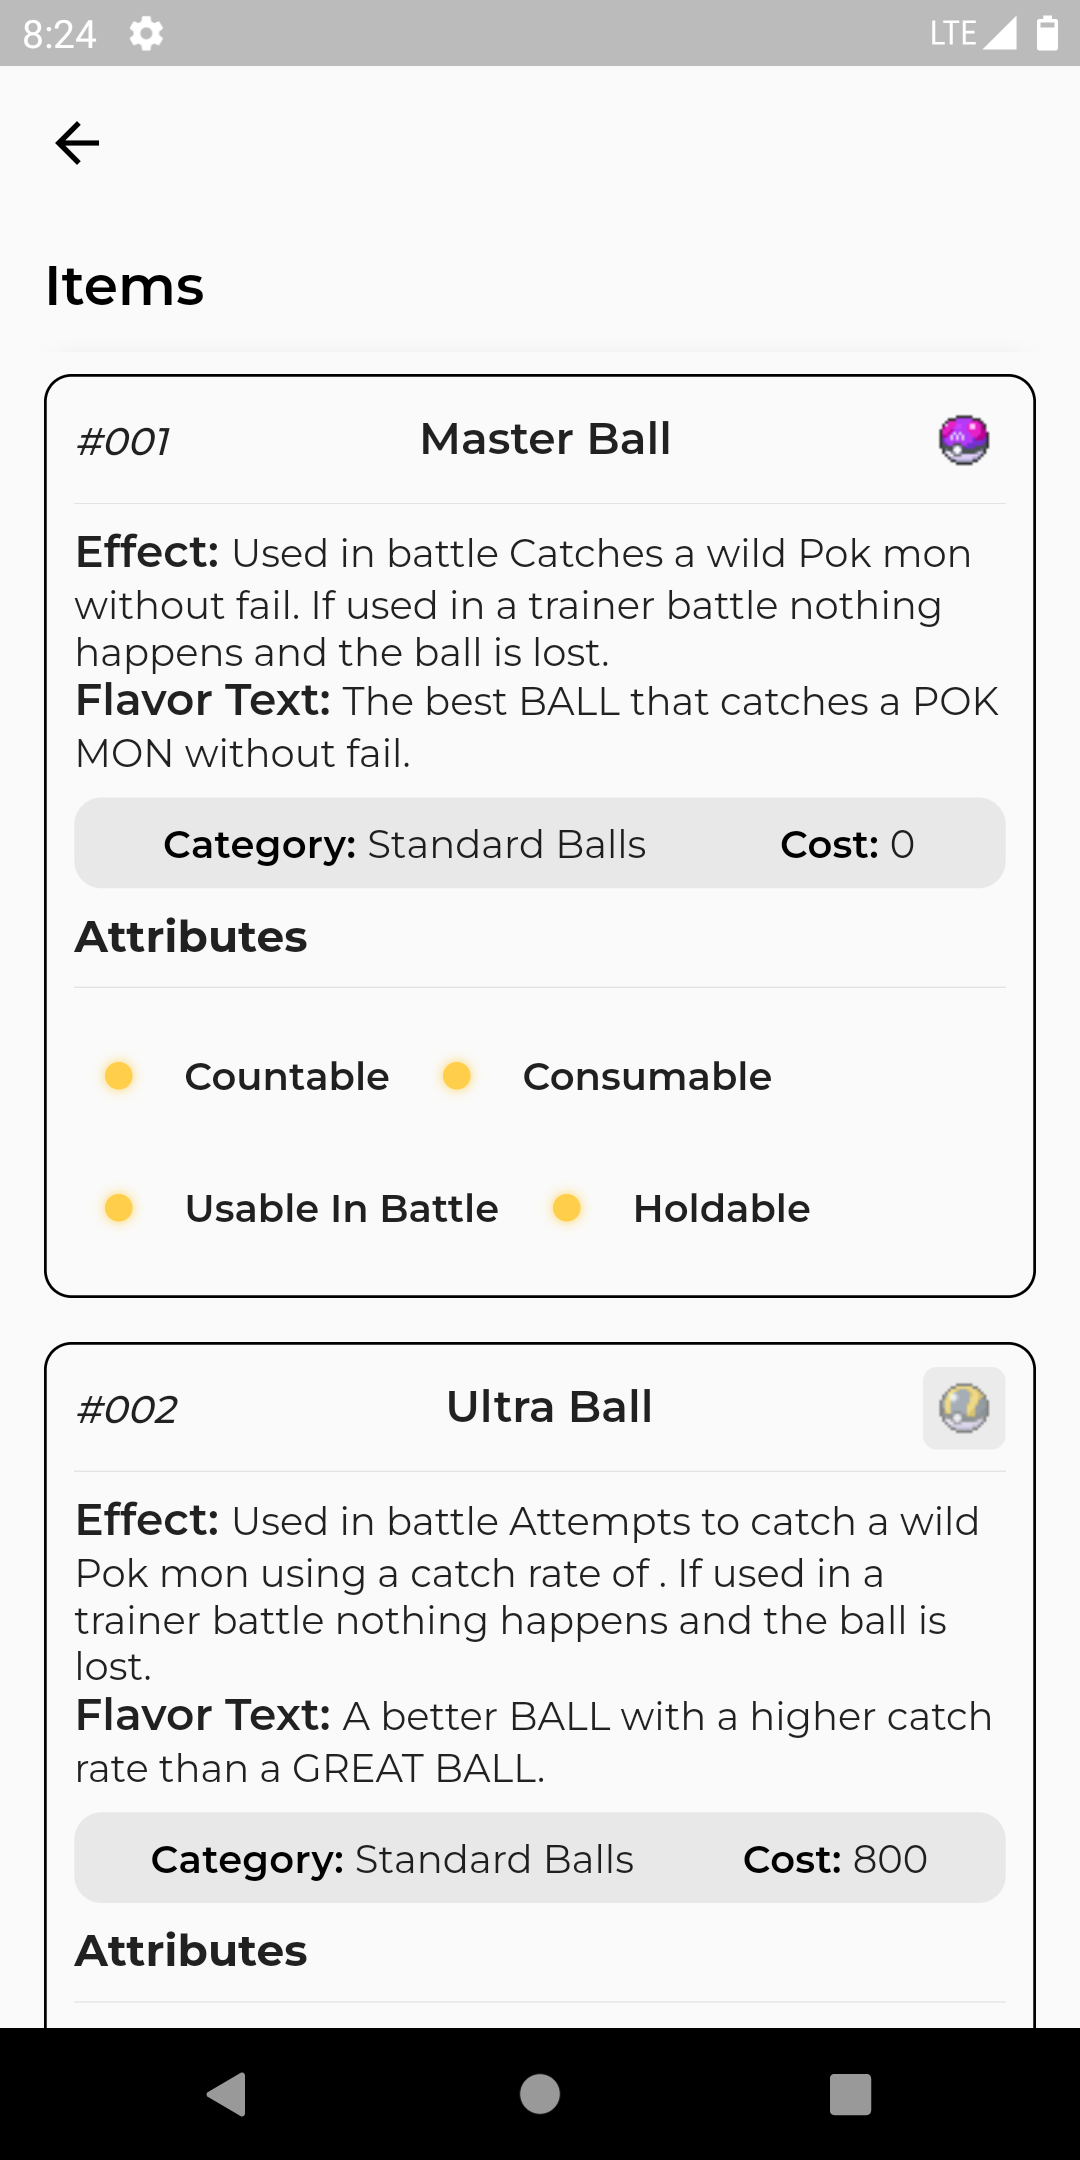 8:24
LTE
Items
#001 Master Ball
Effect: Used in battle Catches a wild Pok mon
without fail. If used in a trainer battle nothing
happens and the ball is lost.
Flavor Text: The best BALL that catches a POK
MON without fail.
Category: Standard Balls Cost: 0
Attributes
Countable Consumable
Usable In Battle Holdable
#002 Ultra Ball
Effect: Used in battle Attempts to catch a wild
Pok mon using a catch rate of . If used in a
trainer battle nothing happens and the ball is
lost.
Flavor Text: A better BALL with a higher catch
rate than a GREAT BALL.
Category: Standard Balls Cost: 800
Attributes